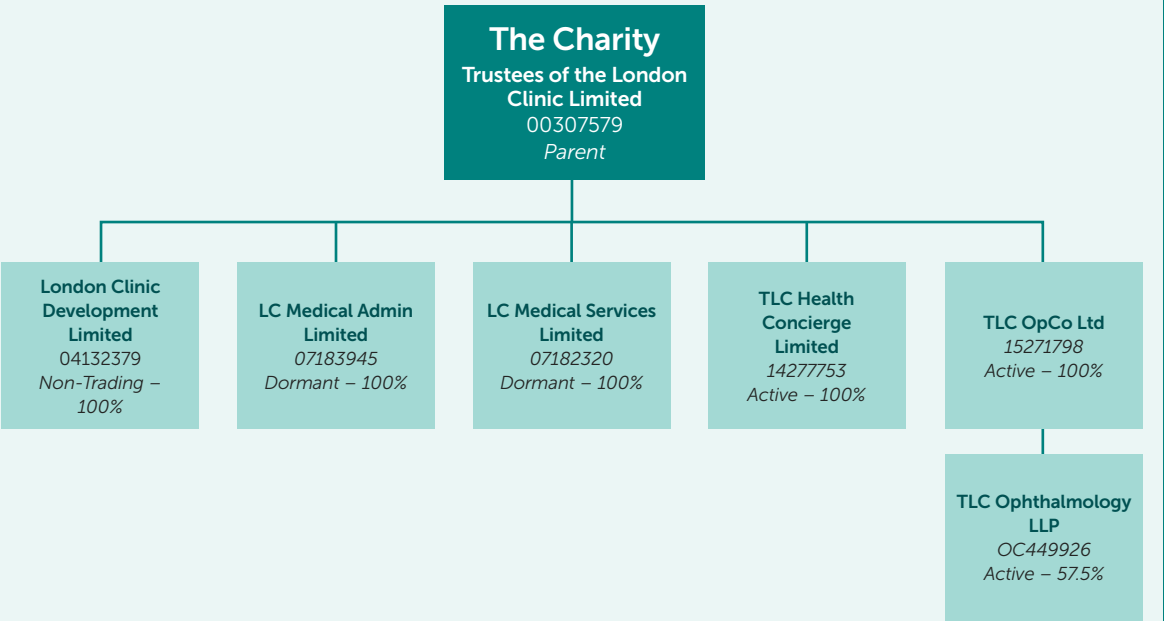 The Charity
Trustees of the London
Clinic Limited
00307579
Parent
London Clinic
Development
Limited
04132379
Non-Trading –
100%
LC Medical Admin
Limited
07183945
Dormant – 100%
LC Medical Services
Limited
07182320
Dormant – 100%
TLC Health
Concierge
Limited
14277753
Active – 100%
TLC OpCo Ltd
15271798
Active – 100%
TLC Ophthalmology
LLP
OC449926
Active – 57.5%